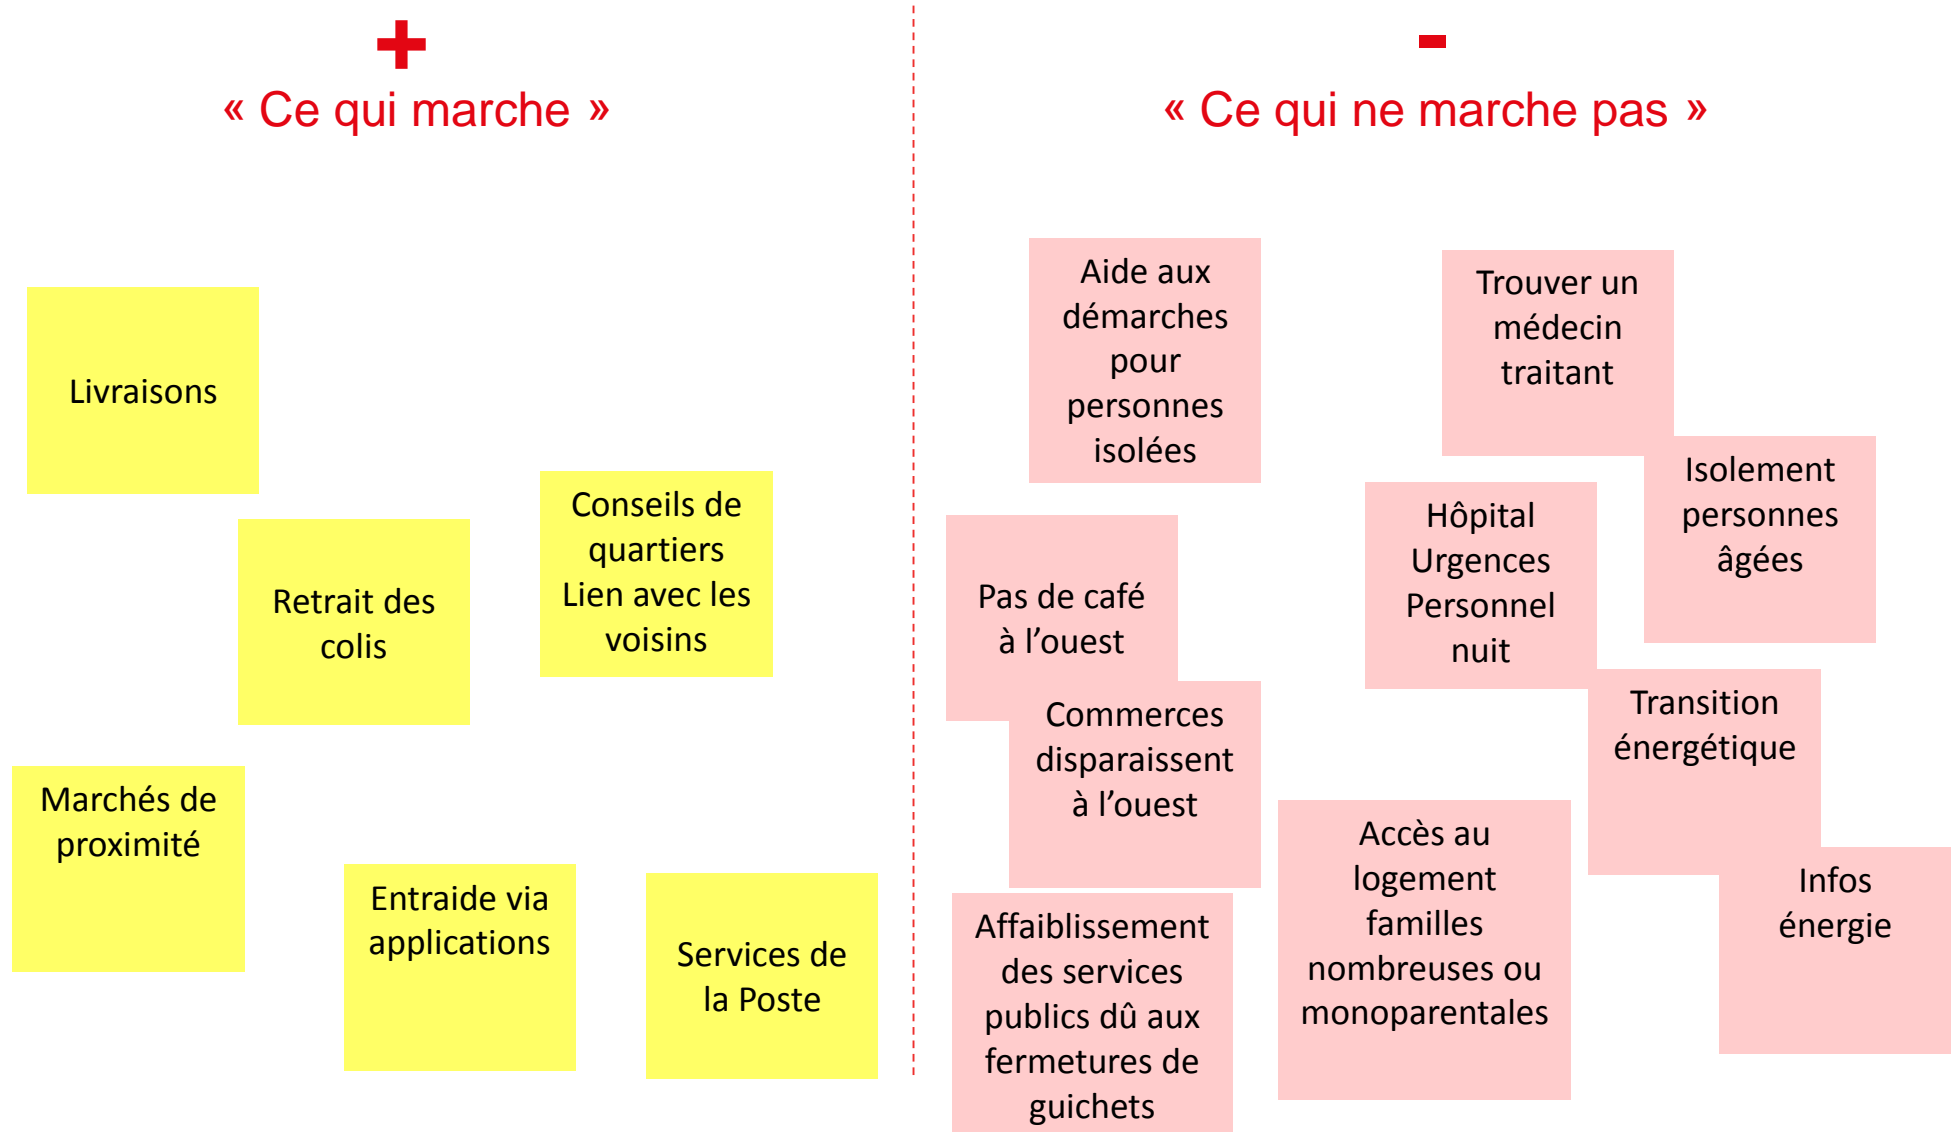 +
« Ce qui marche »
Livraisons
Retrait des
colis
Conseils de
quartiers
Lien avec les
voisins
Marchés de
proximité
Entraide via
applications
Services de
la Poste
-
« Ce qui ne marche pas »
Aide aux
démarches
pour
personnes
isolées
Trouver un
médecin
traitant
Isolement
personnes
âgées
Hôpital
Urgences
Personnel
nuit
Pas de café
à l’ouest
Commerces
disparaissent
à l’ouest
Transition
énergétique
Accès au
logement
familles
nombreuses ou
monoparentales
Infos
énergie
Affaiblissement
des services
publics dû aux
fermetures de
guichets